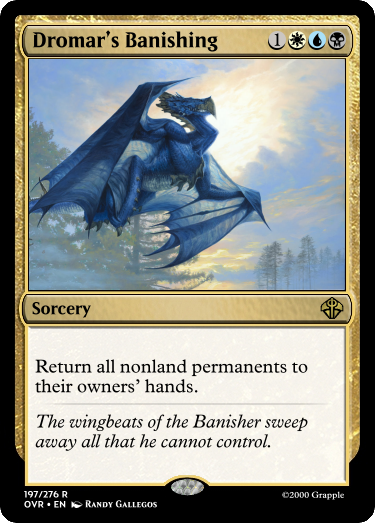 Dromar's Banishing 1
Sorcery
Return all nonland permanents to
their owners' hands.
The wingbeats of the Banisher sweep
away all that he cannot control.
197/276 R
OVR • EN Randy Gallegos
©2000 Grapple